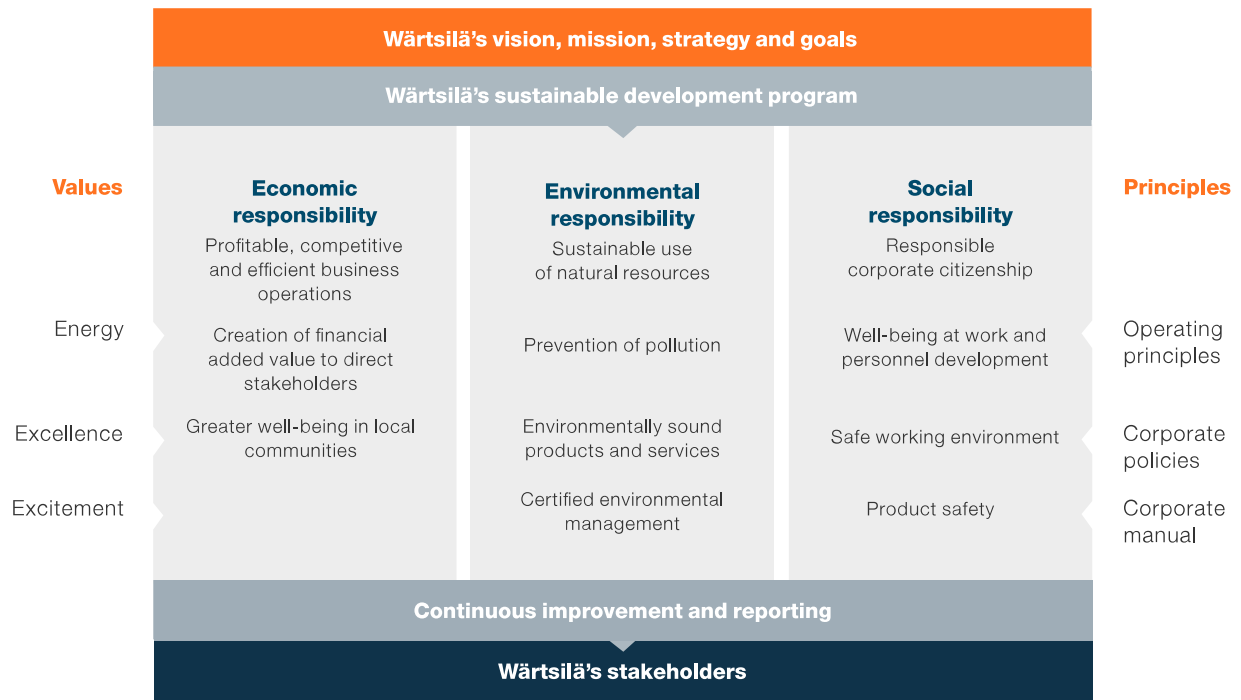 Wärtsilä's vision, mission, strategy and goals
Wärtsilä's sustainable development program
Values
Energy
Excellence
Excitement
Economic
responsibility
Profitable, competitive
and efficient business
operations
Creation of financial
added value to direct
stakeholders
Greater well-being in local
communities
Environmental
responsibility
Sustainable use
of natural resources
Prevention of pollution
Environmentally sound
products and services
Certified environmental
management
Social
responsibility
Responsible
corporate citizenship
Well-being at work and
personnel development
Safe working environment
Product safety
Principles
Operating
principles
Corporate
policies
Corporate
manual
Continuous improvement and reporting
Wärtsilä's stakeholders